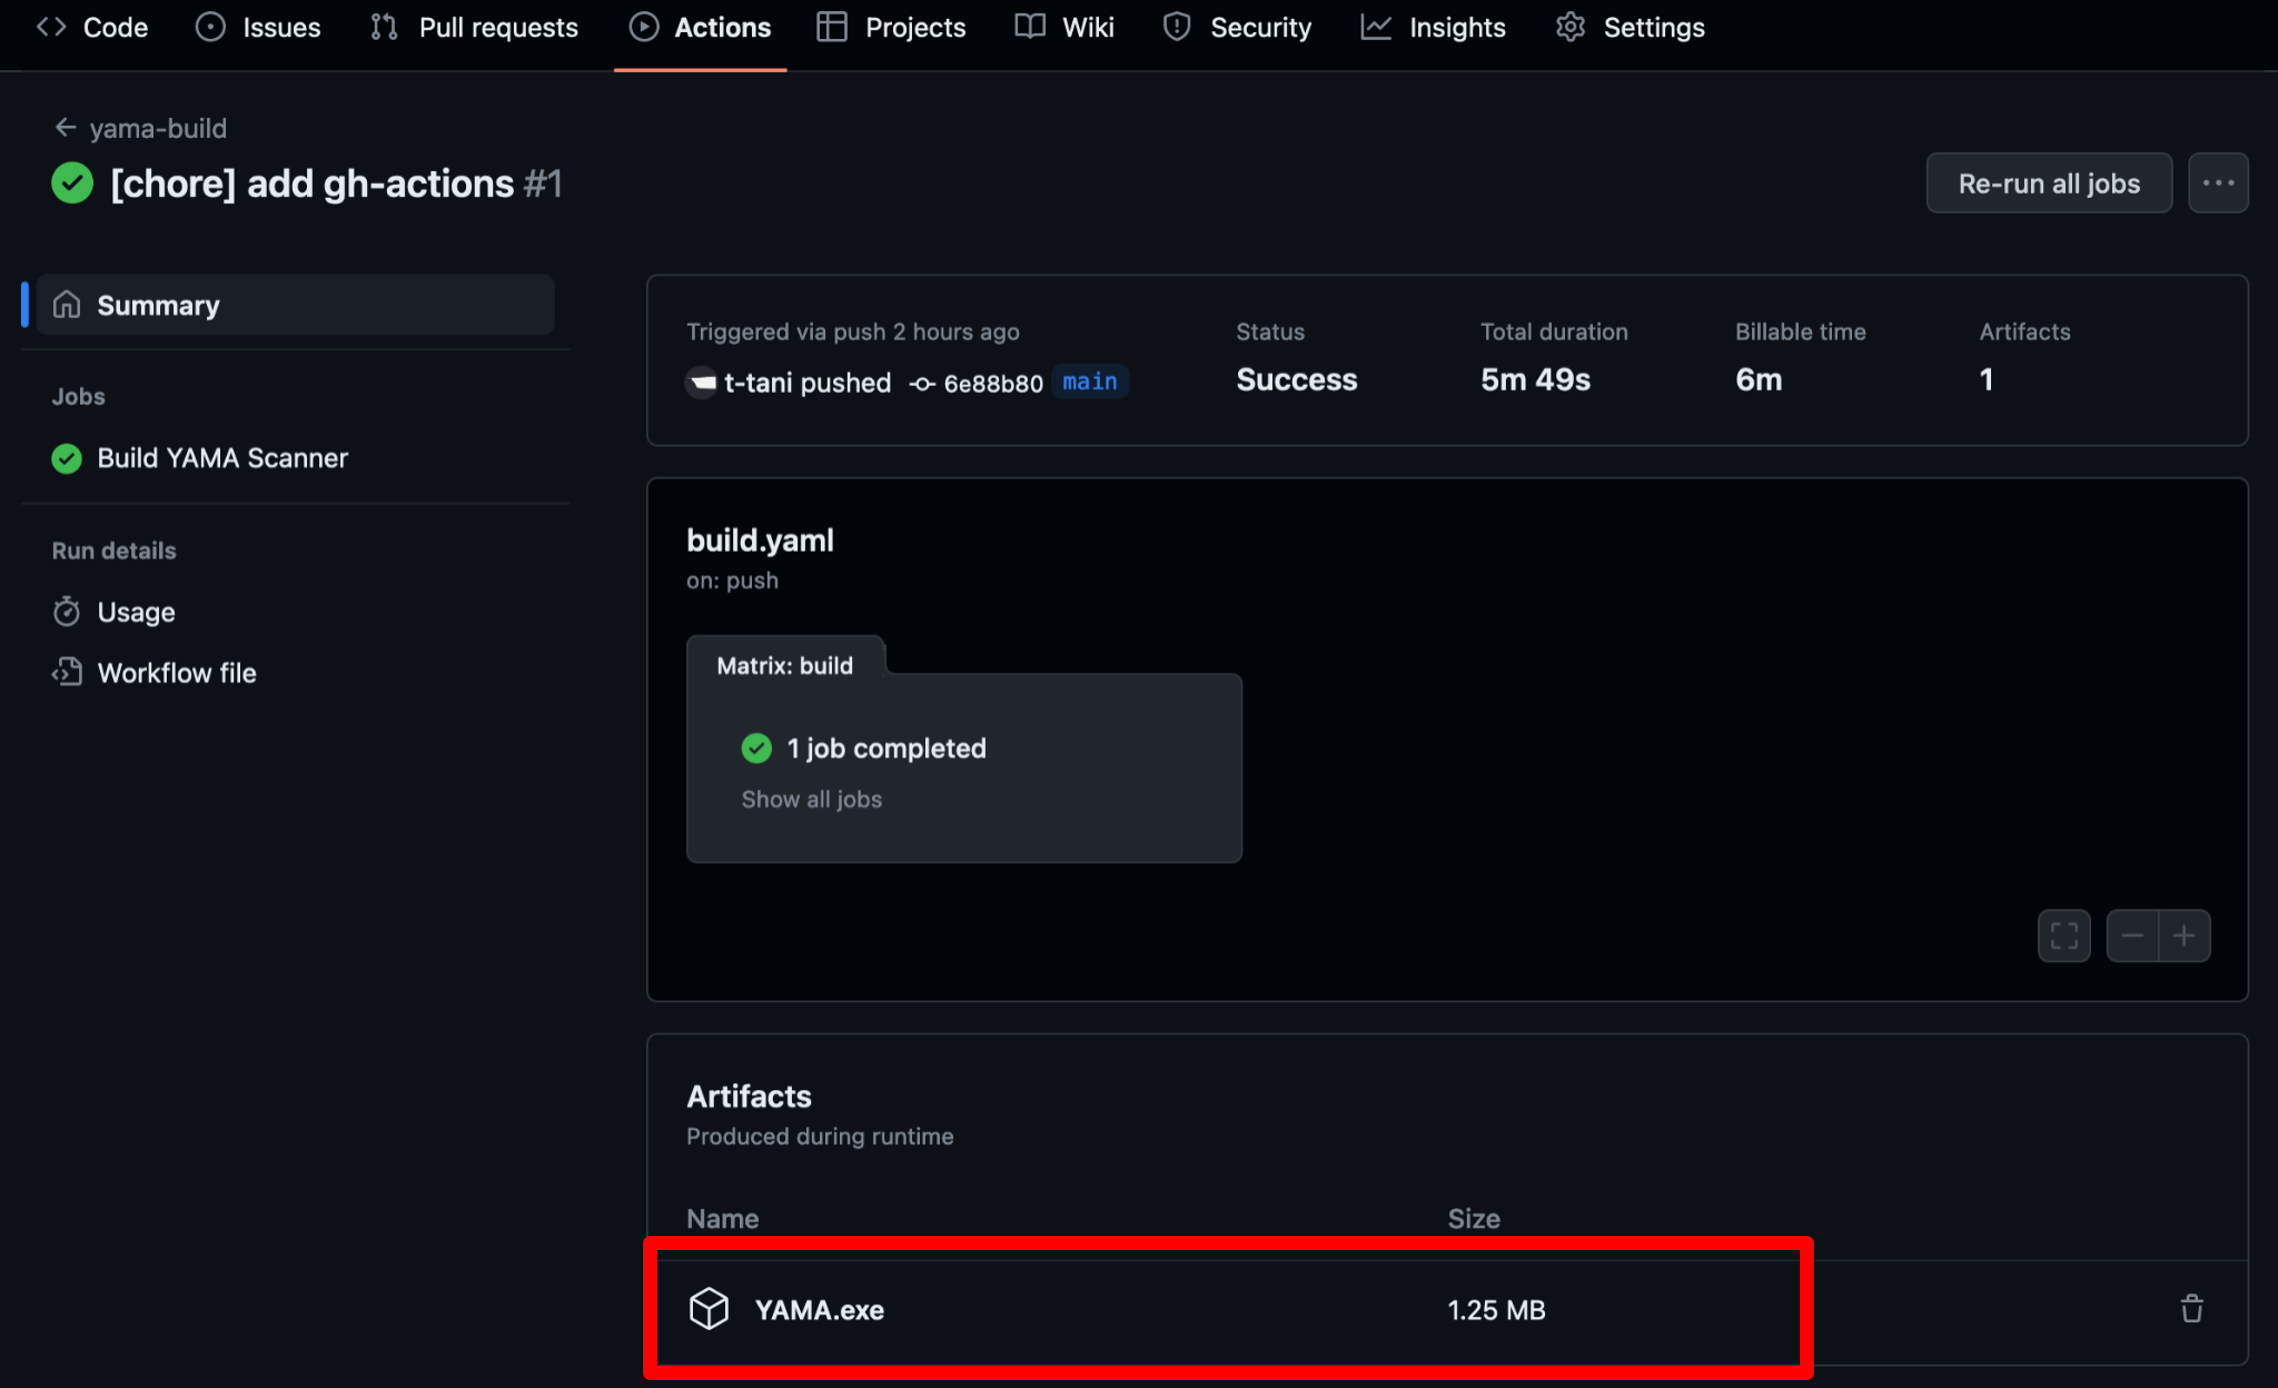 Code Issues Pull requests Actions Projects Wiki Security Insights Settings
← yama-build
[chore] add gh-actions #1
Re-run all jobs
Summary
Jobs
Build YAMA Scanner
Run details
Usage
Workflow file
Triggered via push 2 hours ago
t-tani pushed 6e88b80 main
Status
Success
Total duration
5m 49s
Billable time
6m
Artifacts
1
build.yaml
on: push
Matrix: build
1 job completed
Show all jobs
Artifacts
Produced during runtime
Name Size
YAMA.exe 1.25 MB